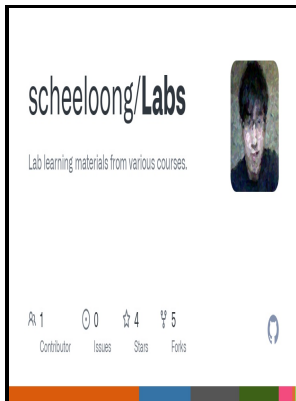 scheeloong/Labs
Lab learning materials from various courses.
1 0 4 5
Contributor Issues Stars Forks